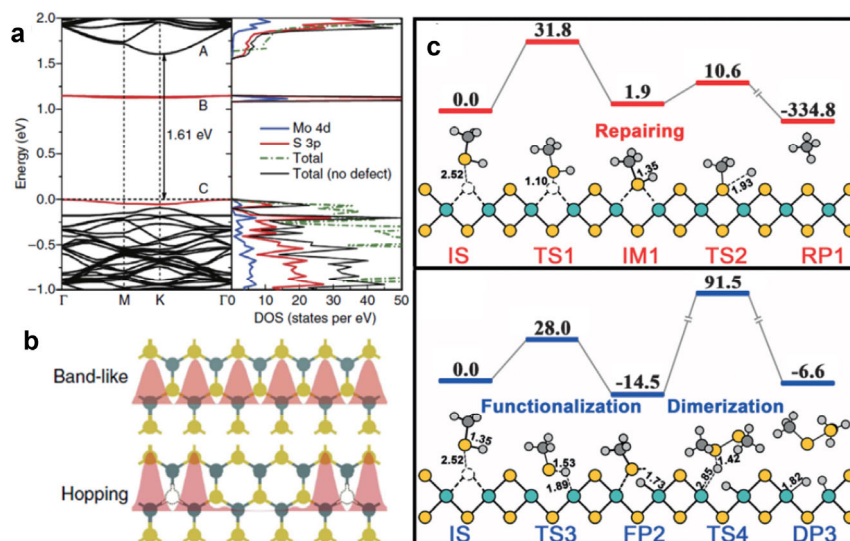 a
2.0
1.5
1.0
0.5
0.0
−0.5
−1.0
Energy (eV)
A
B
C
1.61 eV
Mo 4d
S 3p
Total
Total (no defect)
Γ
M
K
Γ0
10
20
30
40
50
DOS (states per eV)
b
Band-like
Hopping
c
31.8
0.0
1.9
10.6
-334.8
Repairing
2.52
1.10
1.35
1.93
IS
TS1
IM1
TS2
RP1
91.5
28.0
0.0
-14.5
-6.6
Functionalization
Dimerization
1.35
2.52
1.53
1.89
1.73
1.42
2.85
1.82
IS
TS3
FP2
TS4
DP3